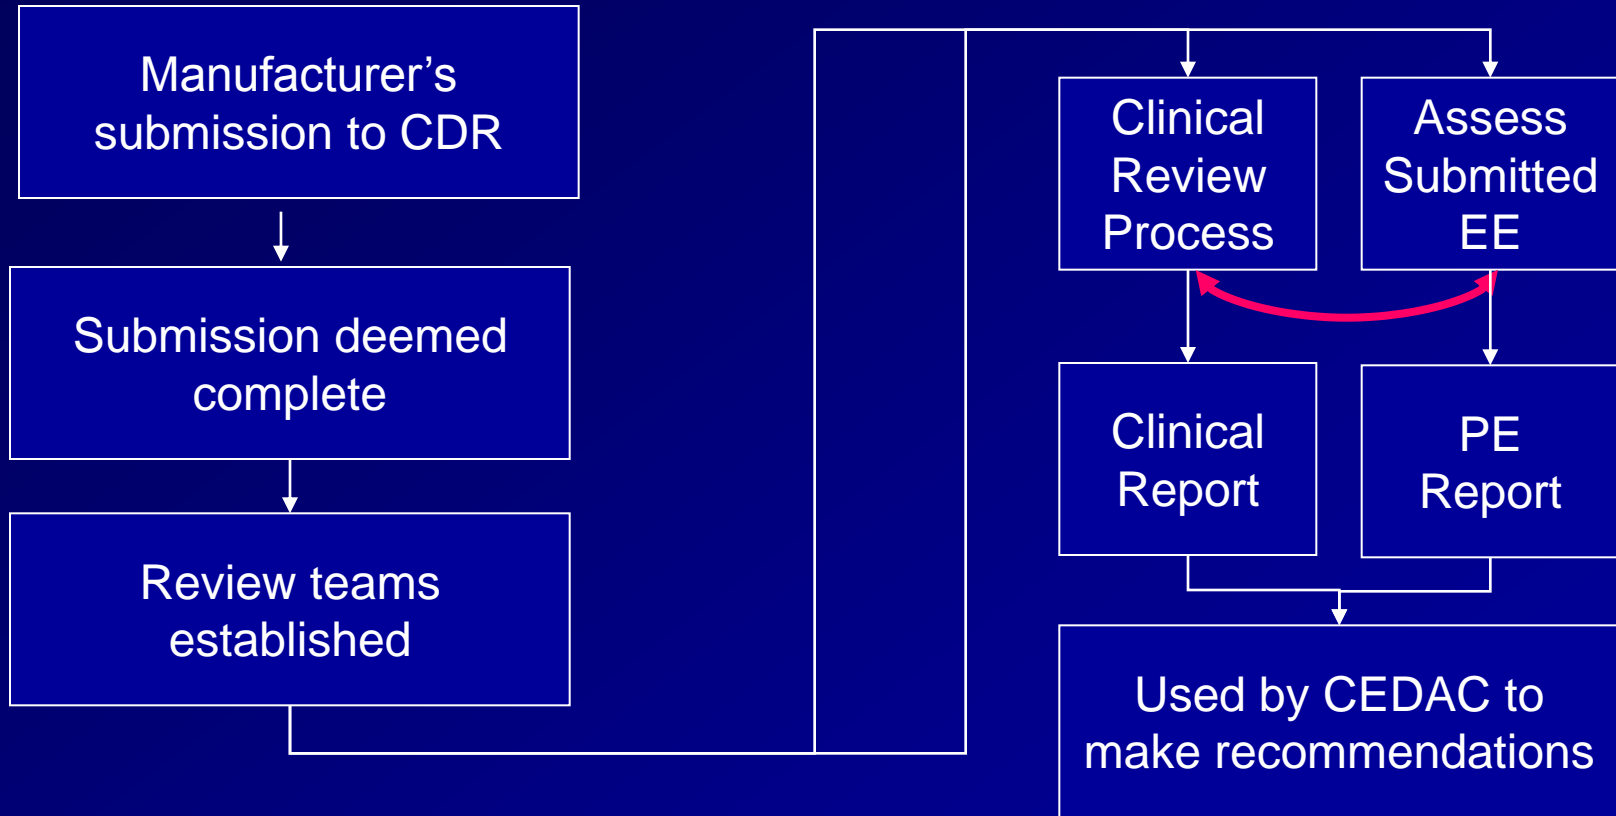 Manufacturer’s
submission to CDR
Submission deemed
complete
Review teams
established
Clinical
Review
Process
Assess
Submitted
EE
Clinical
Report
PE
Report
Used by CEDAC to
make recommendations